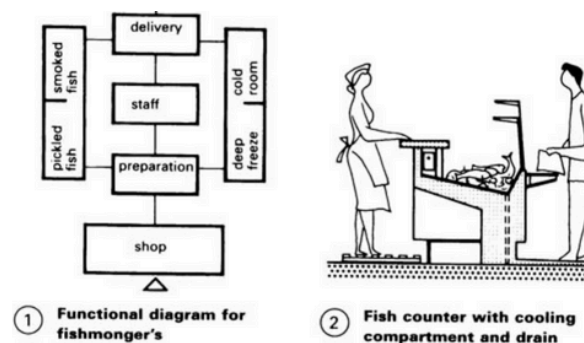 delivery
smoked
fish
pickled
fish
staff
cold
room
deep
freeze
preparation
shop
1 Functional diagram for
fishmonger's
2 Fish counter with cooling
compartment and drain